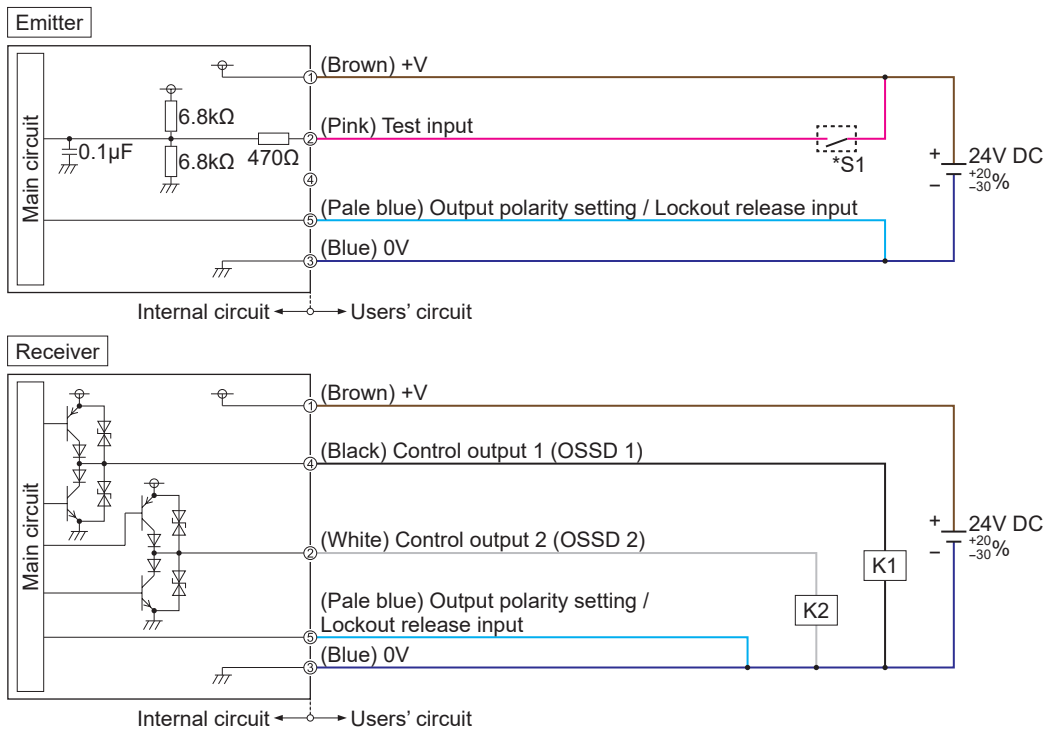 Emitter
Main circuit
0.1μF
6.8kΩ
6.8kΩ
470Ω
1
(Brown) +V
2
(Pink) Test input
*S1
4
5
(Pale blue) Output polarity setting / Lockout release input
3
(Blue) 0V
+
−
24V DC
+20
−30%
Internal circuit
Users’ circuit
Receiver
Main circuit
1
(Brown) +V
4
(Black) Control output 1 (OSSD 1)
2
(White) Control output 2 (OSSD 2)
K1
K2
(Pale blue) Output polarity setting /
Lockout release input
5
3
(Blue) 0V
+
−
24V DC
+20
−30%
Internal circuit
Users’ circuit